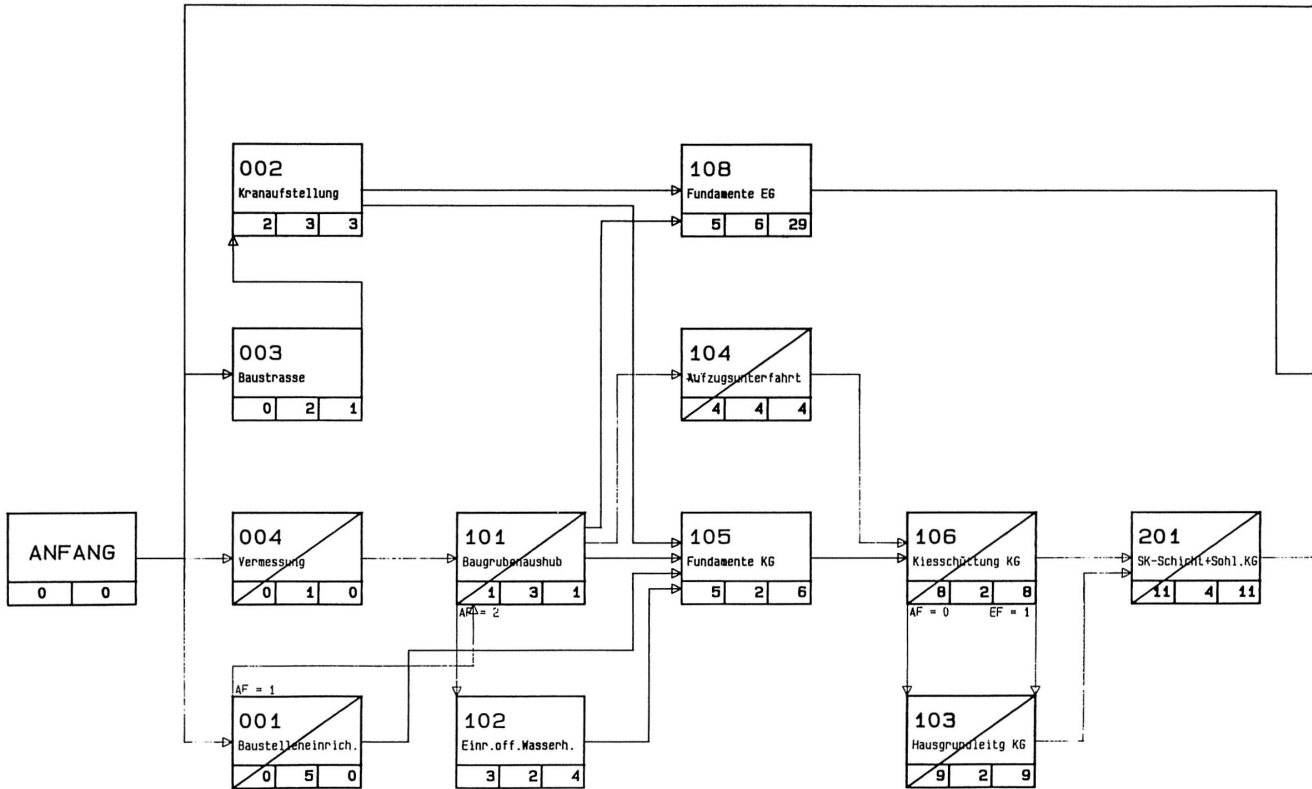 002
Kranaufstellung
2 3 3
108
Fundamente EG
5 6 29
003
Baustrasse
0 2 1
104
Aufzugsunterfahrt
4 4 4
ANFANG
0 0
004
Vermessung
0 1 0
101
Baugrubenaushub
1 3 1
AF = 2
105
Fundamente KG
5 2 6
106
Kiesschüttung KG
8 2 8
AF = 0 EF = 1
201
SK-Schicht+Sohl.KG
11 4 11
AF = 1
001
Baustelleneinrich.
0 5 0
102
Einr.off.Wasserh.
3 2 4
103
Hausgrundleitg KG
9 2 9